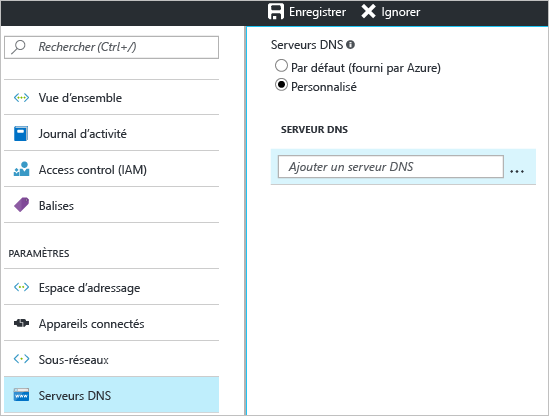 Enregistrer
Ignorer
Rechercher (Ctrl+/)
Vue d'ensemble
Journal d'activité
Access control (IAM)
Balises
PARAMÈTRES
Espace d'adressage
Appareils connectés
Sous-réseaux
Serveurs DNS
Serveurs DNS
Par défaut (fourni par Azure)
Personnalisé
SERVEUR DNS
Ajouter un serveur DNS
...